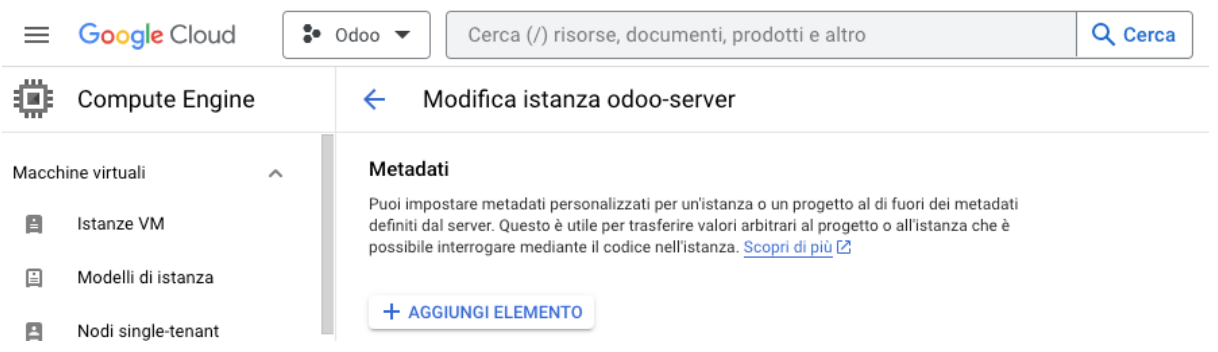 Google Cloud
Odoo
Cerca (/) risorse, documenti, prodotti e altro
Cerca
Compute Engine
Modifica istanza odoo-server
Macchine virtuali
Istanze VM
Modelli di istanza
Nodi single-tenant
Metadati
Puoi impostare metadati personalizzati per un'istanza o un progetto al di fuori dei metadati
definiti dal server. Questo è utile per trasferire valori arbitrari al progetto o all'istanza che è
possibile interrogare mediante il codice nell'istanza. Scopri di più
+ AGGIUNGI ELEMENTO